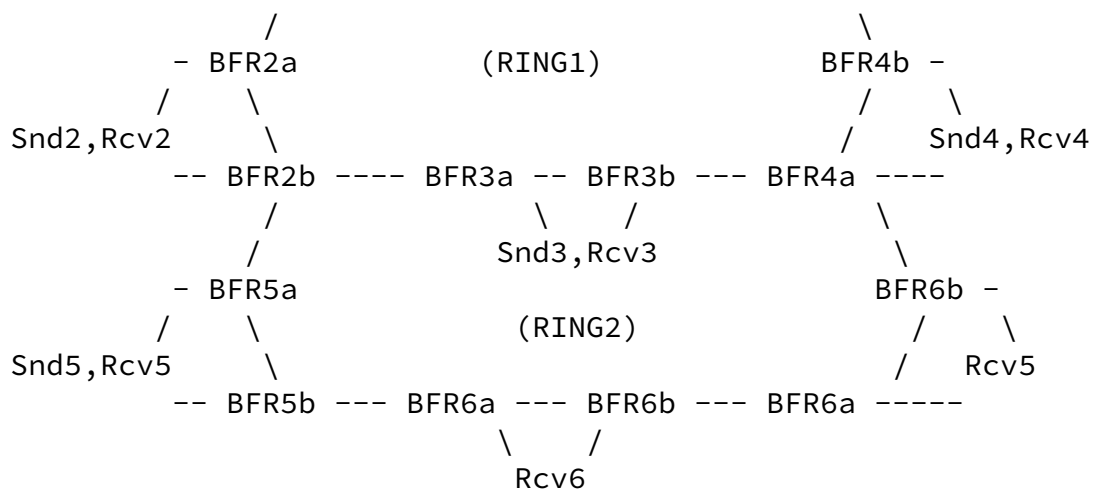 /                                \
           - BFR2a          (RING1)            BFR4b -
          /    \                                 /    \
Snd2,Rcv2       \                               /    Snd4,Rcv4
           -- BFR2b ---- BFR3a -- BFR3b --- BFR4a ----
                /              \    /            \
               /            Snd3,Rcv3             \
           - BFR5a                               BFR6b -
          /    \              (RING2)              /    \
Snd5,Rcv5       \                                 /    Rcv5
           -- BFR5b --- BFR6a --- BFR6b --- BFR6a -----
                             \    /
                              Rcv6